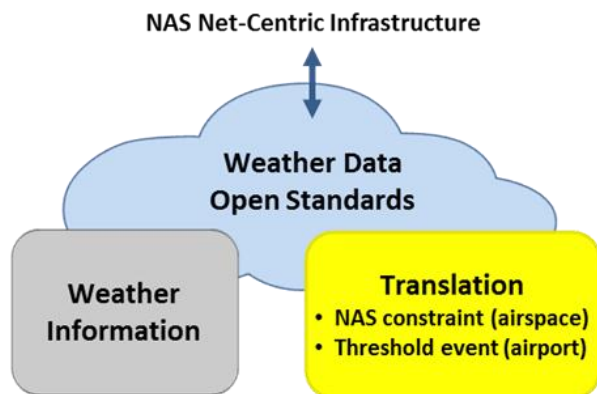 NAS Net-Centric Infrastructure
Weather Data
Open Standards
Weather
Information
Translation
• NAS constraint (airspace)
• Threshold event (airport)